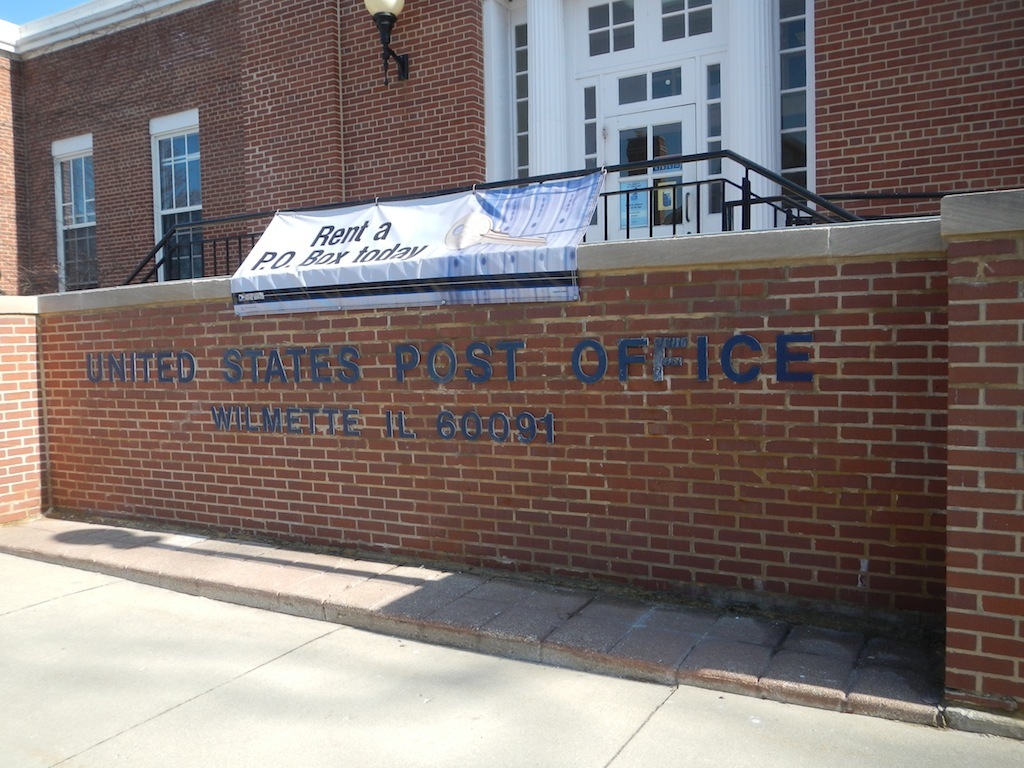 Rent a
P.O. Box today
UNITED STATES POST OFFICE
WILMETTE IL 60091